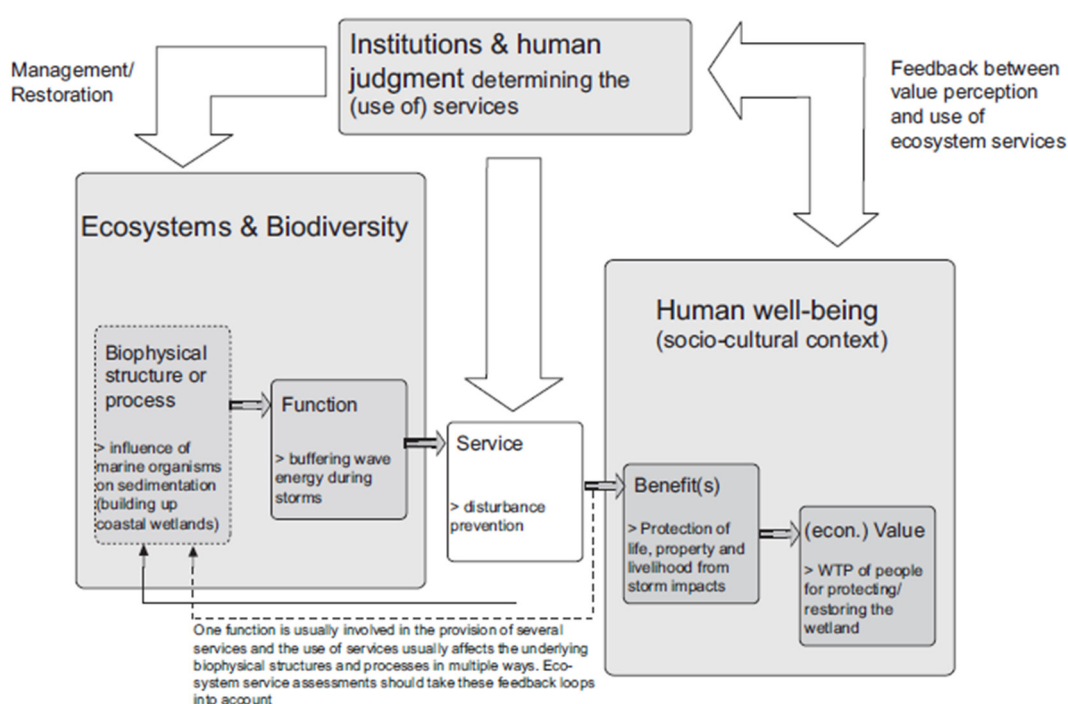 Institutions & human
judgment determining the
(use of) services
Management/
Restoration
Feedback between
value perception
and use of
ecosystem services
Ecosystems & Biodiversity
Biophysical
structure or
process
> influence of
marine organisms
on sedimentation
(building up
coastal wetlands)
Function
> buffering wave
energy during
storms
Service
> disturbance
prevention
Human well-being
(socio-cultural context)
Benefit(s)
> Protection of
life, property and
livelihood from
storm impacts
(econ.) Value
> WTP of people
for protecting/
restoring the
wetland
One function is usually involved in the provision of several
services and the use of services usually affects the underlying
biophysical structures and processes in multiple ways. Eco-
system service assessments should take these feedback loops
into account